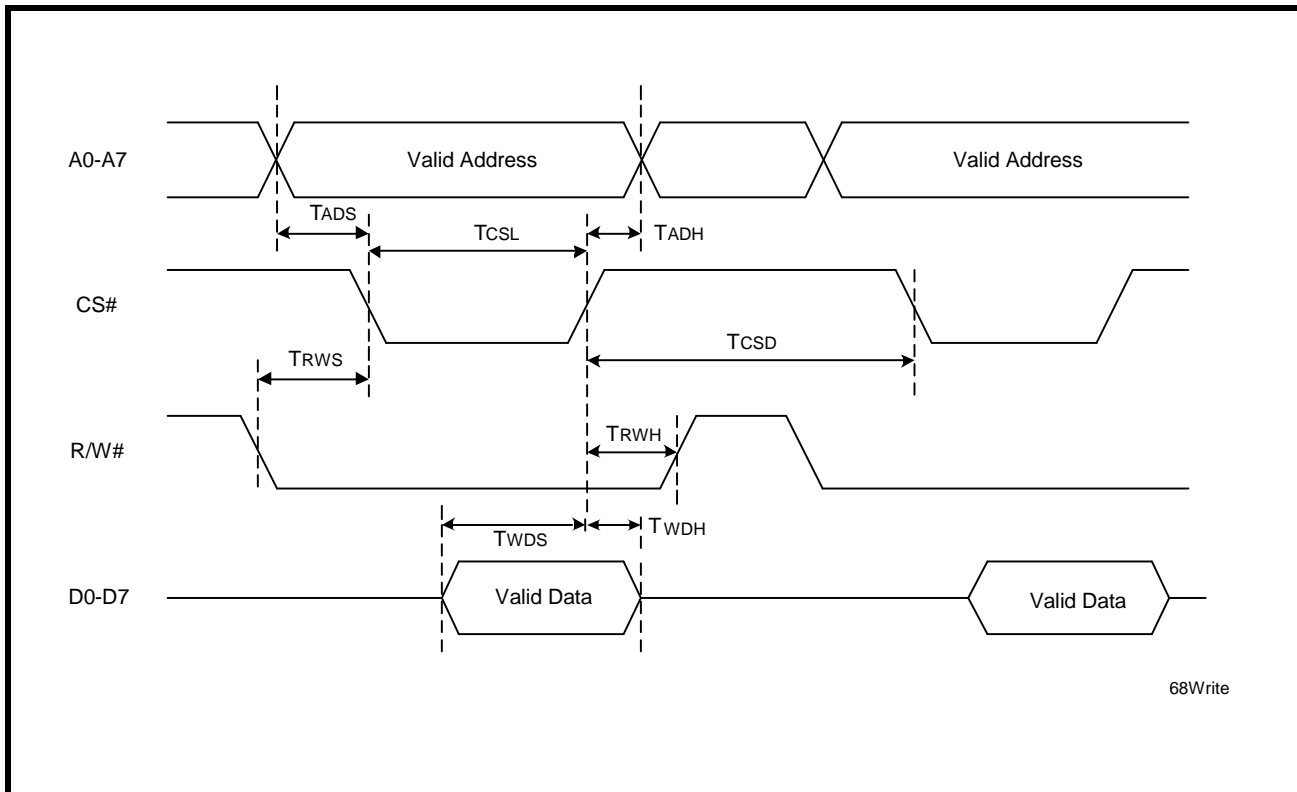 A0-A7
Valid Address
Valid Address
TADS
TCSL
TADH
CS#
TCSD
TRWS
R/W#
TRWH
TWDS
TWDH
D0-D7
Valid Data
Valid Data
68Write